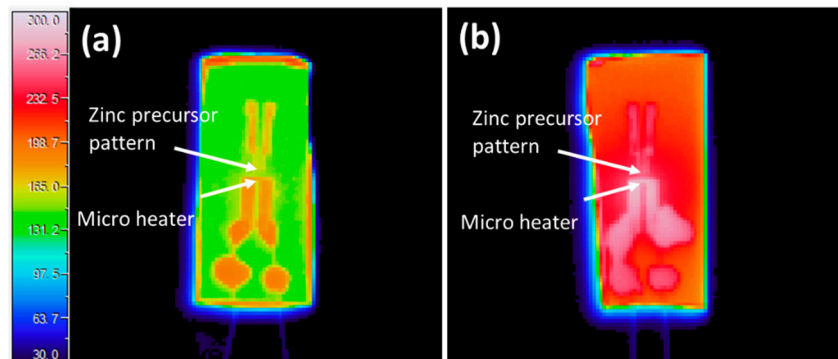 300.0
266.2
232.5
198.7
165.0
131.2
97.5
63.7
30.0
(a)
Zinc precursor
pattern
Micro heater
(b)
Zinc precursor
pattern
Micro heater